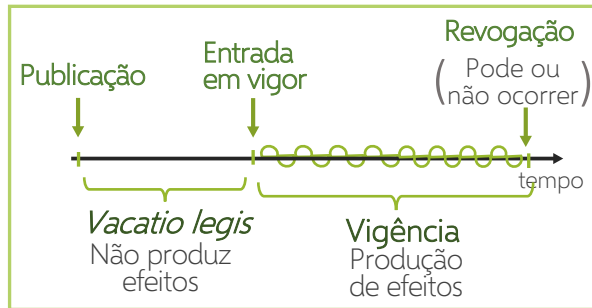 Publicação
Entrada
em vigor
Revogação
(Pode ou
não ocorrer)
tempo
Vacatio legis
Não produz
efeitos
Vigência
Produção
de efeitos